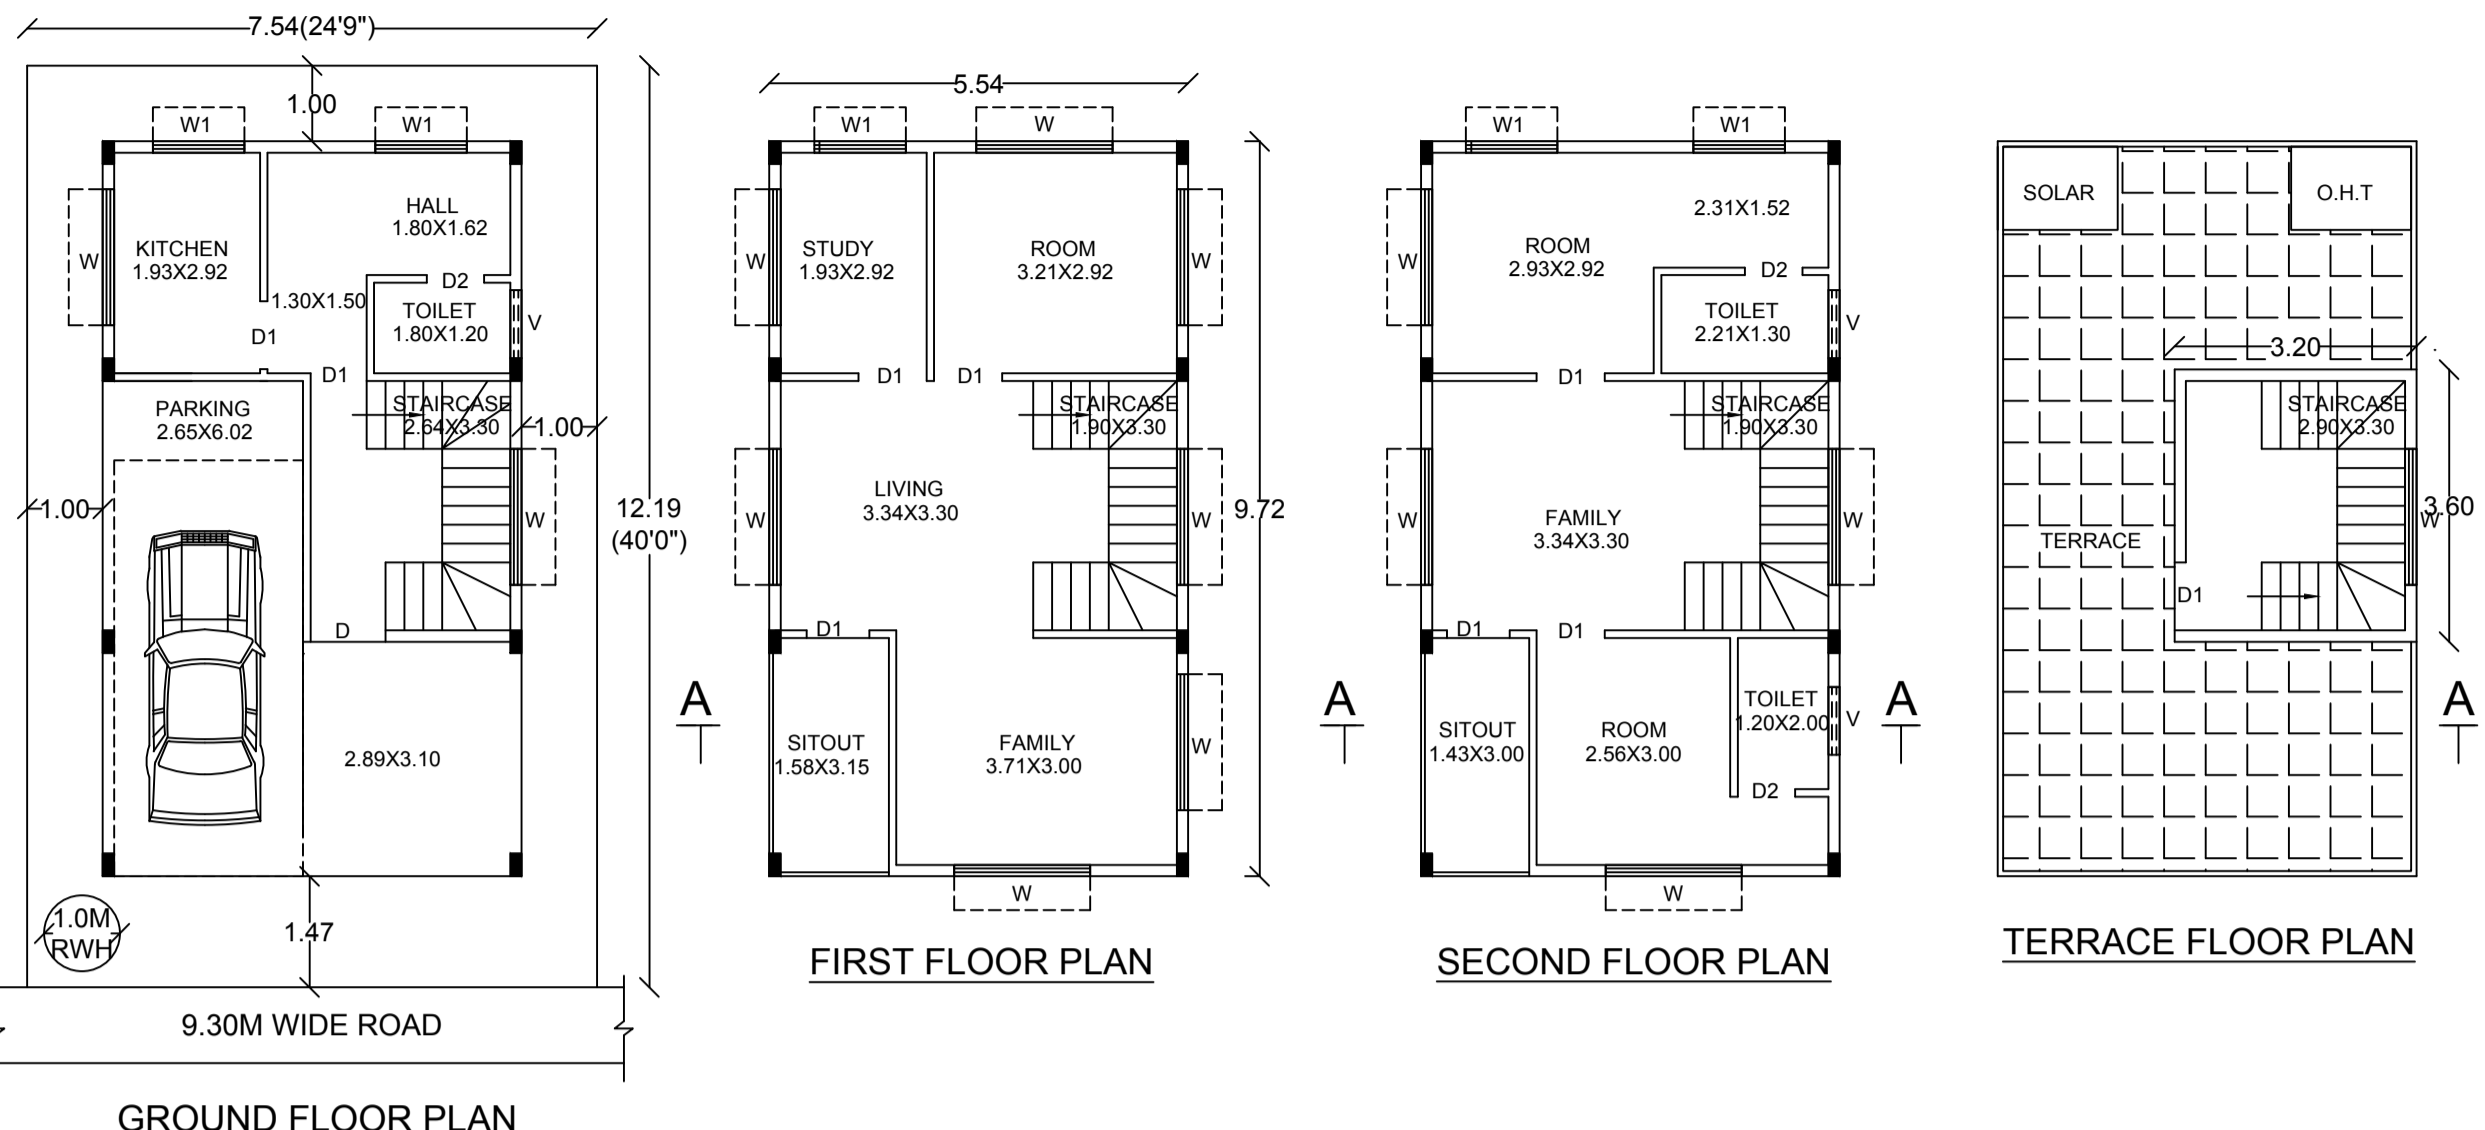 7.54(24'9")
1.00
W1
W1
W
HALL
1.80X1.62
KITCHEN
1.93X2.92
D2
1.30X1.50
TOILET
1.80X1.20
V
D1
D1
PARKING
2.65X6.02
STAIRCASE
2.64X3.30
1.00
1.00
12.19
(40'0")
W
D
2.89X3.10
1.0M
RWH
1.47
9.30M WIDE ROAD
GROUND FLOOR PLAN
5.54
W1
W
W
STUDY
1.93X2.92
ROOM
3.21X2.92
W
D1
D1
STAIRCASE
1.90X3.30
LIVING
3.34X3.30
W
W
9.72
D1
A
A
SITOUT
1.58X3.15
FAMILY
3.71X3.00
W
W
FIRST FLOOR PLAN
W1
W1
W
ROOM
2.93X2.92
2.31X1.52
D2
TOILET
2.21X1.30
V
D1
STAIRCASE
1.90X3.30
FAMILY
3.34X3.30
W
W
D1
D1
SITOUT
1.43X3.00
ROOM
2.56X3.00
TOILET
1.20X2.00
V
A
D2
W
SECOND FLOOR PLAN
SOLAR
O.H.T
3.20
STAIRCASE
2.90X3.30
3.60
W
TERRACE
D1
A
TERRACE FLOOR PLAN